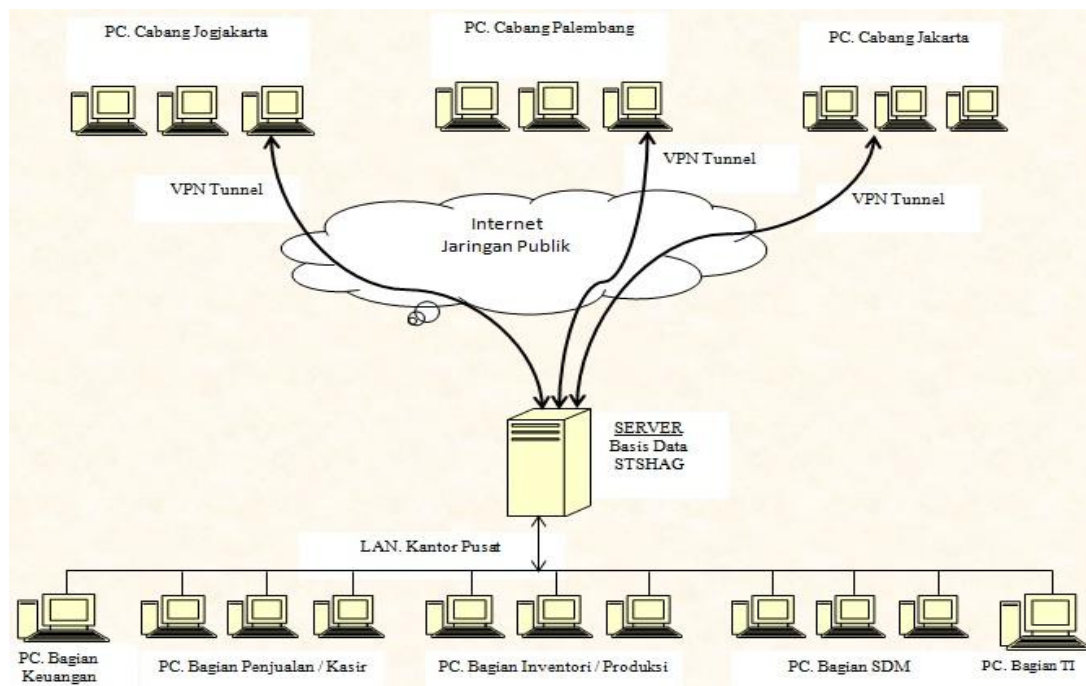 PC. Cabang Jogjakarta
PC. Cabang Palembang
PC. Cabang Jakarta
VPN Tunnel
VPN Tunnel
VPN Tunnel
Internet
Jaringan Publik
SERVER
Basis Data
STSHAG
LAN. Kantor Pusat
PC. Bagian
Keuangan
PC. Bagian Penjualan / Kasir
PC. Bagian Inventori / Produksi
PC. Bagian SDM
PC. Bagian TI